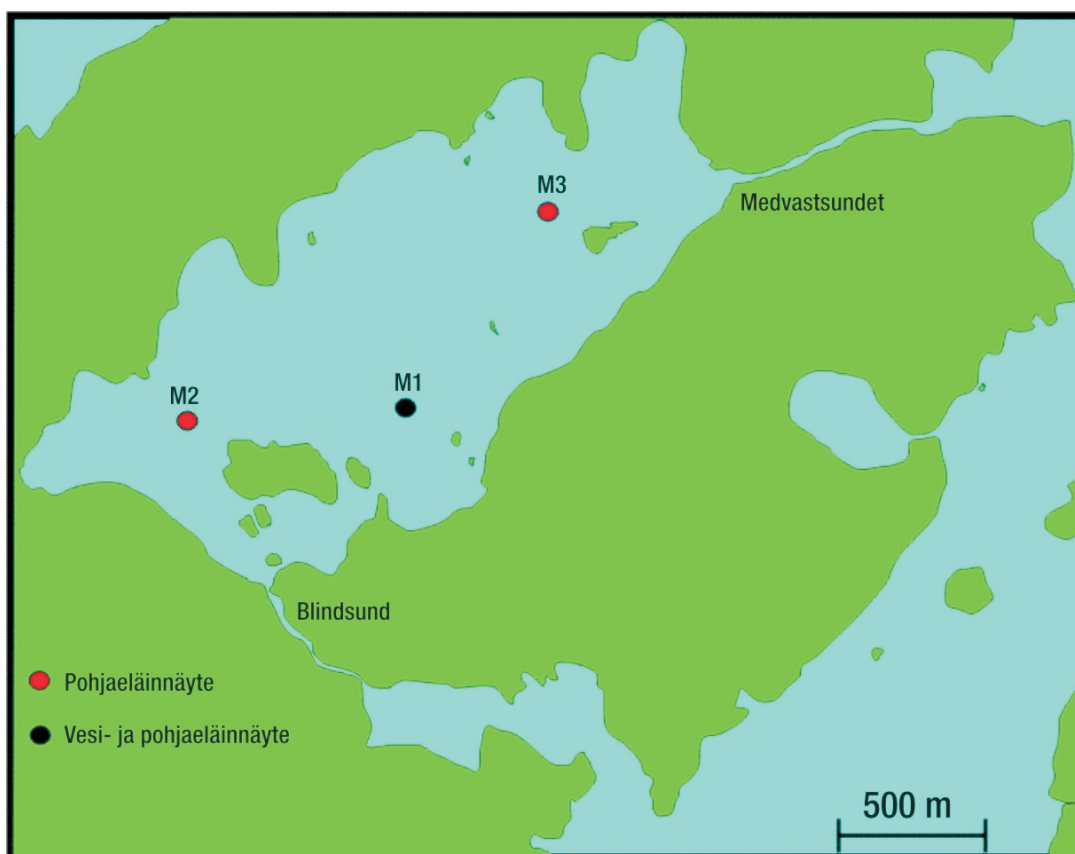 M3
Medvastsundet
M2
M1
Blindsund
Pohjaeläinnäyte
Vesi- ja pohjaeläinnäyte
500 m